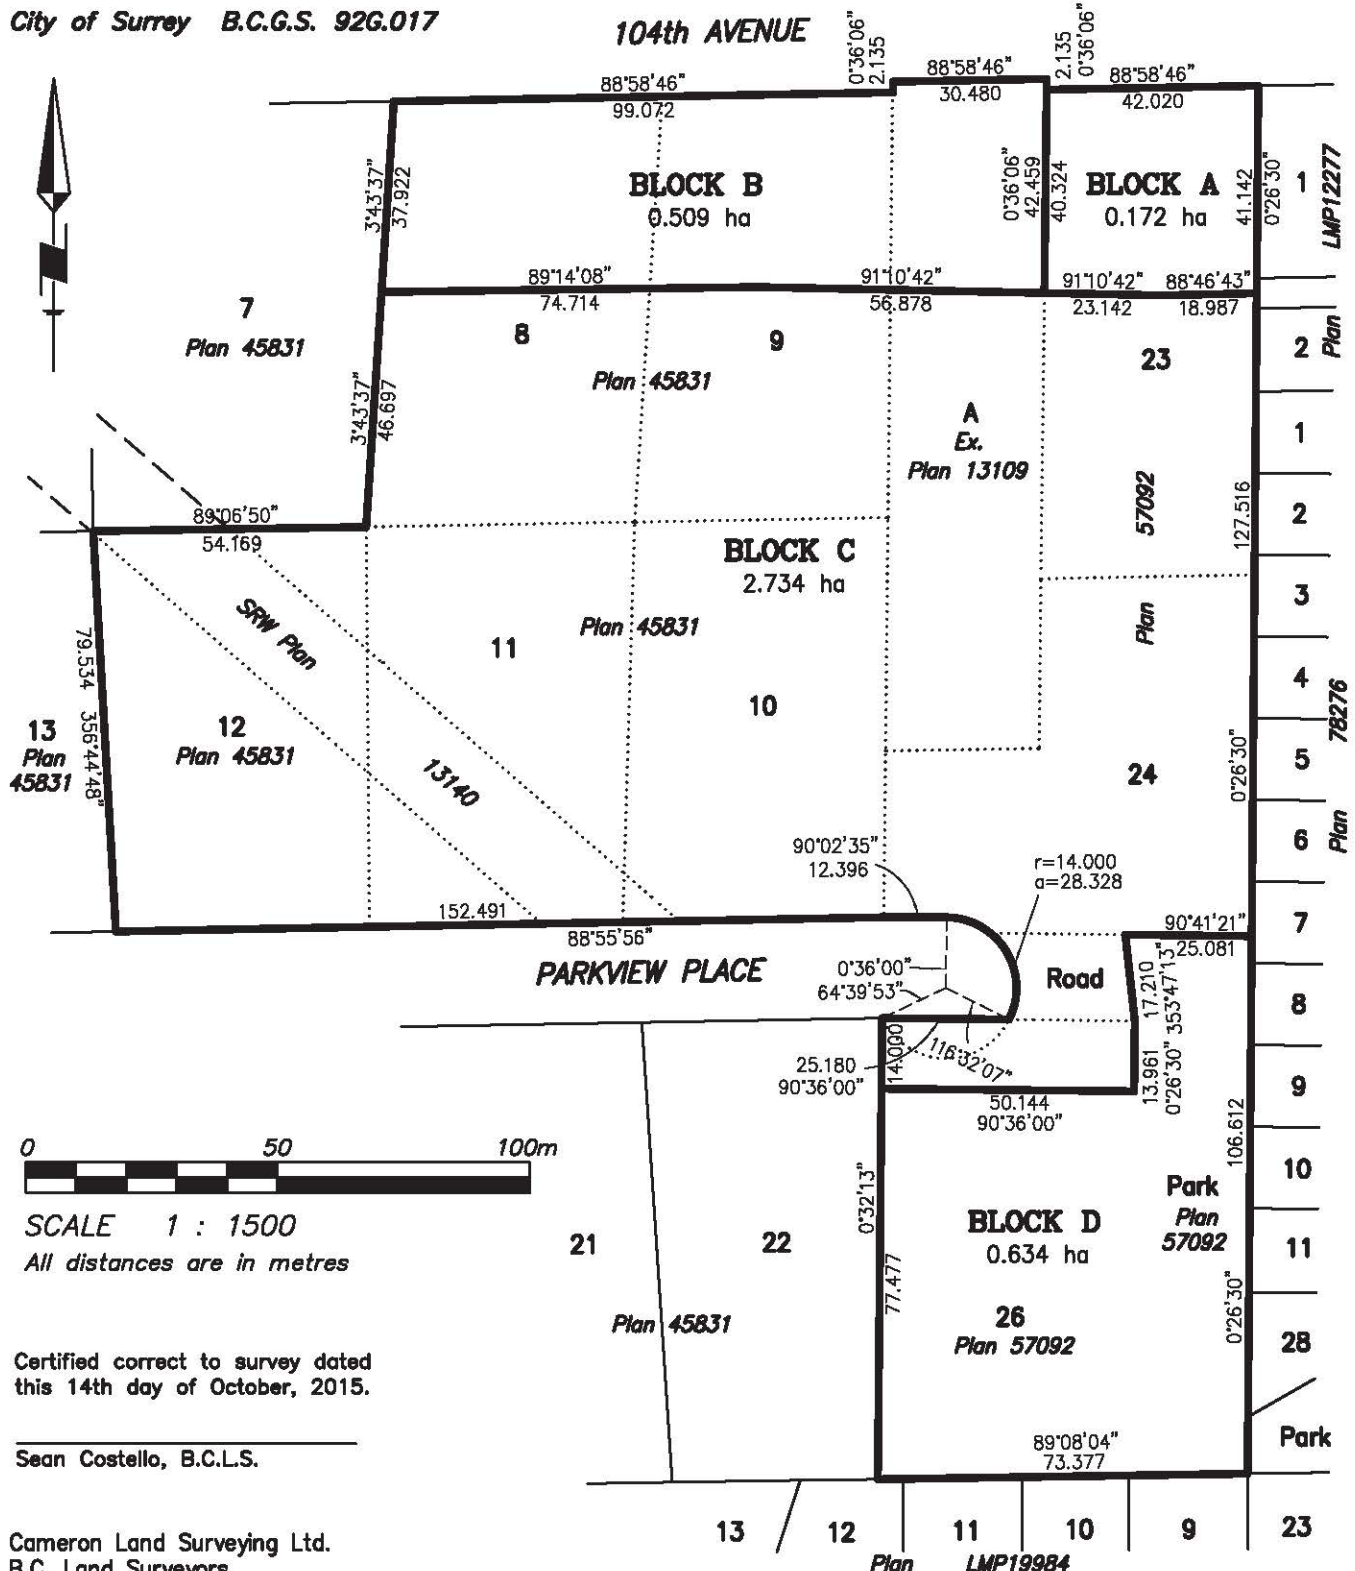 City of Surrey B.C.G.S. 92G.017
104th AVENUE
0°36'06"
2.135
2.135
0°36'06"
88°58'46"
99.072
88°58'46"
30.480
88°58'46"
42.020
3°43'37"
37.922
BLOCK B
0.509 ha
0°36'06"
42.459
40.324
BLOCK A
0.172 ha
41.142
0°26'30"
1
LMP12277
89°14'08"
74.714
91°10'42"
56.878
91°10'42"
23.142
88°46'43"
18.987
7
Plan 45831
8
9
Plan 45831
23
2
Plan
3°43'37"
46.697
A
Ex.
Plan 13109
1
57092
127.516
2
89°06'50"
54.169
BLOCK C
2.734 ha
SRW Plan
11
Plan 45831
Plan
3
79.534 356°44'48"
4
78276
13
Plan
45831
12
Plan 45831
10
13140
24
0°26'30"
5
6
Plan
90°02'35"
12.396
r=14.000
a=28.328
152.491
88°55'56"
90°41'21"
25.081
7
PARKVIEW PLACE
0°36'00"
64°39'53"
Road
17.210
353°47'13"
8
25.180
90°36'00"
14.000
116°32'07"
13.961
0°26'30"
9
50.144
90°36'00"
106.612
0 50 100m
SCALE 1 : 1500
All distances are in metres
0°32'13"
77.477
Park
Plan
57092
10
BLOCK D
0.634 ha
21
22
11
Plan 45831
26
Plan 57092
0°26'30"
28
Certified correct to survey dated
this 14th day of October, 2015.
89°08'04"
73.377
Park
Sean Costello, B.C.L.S.
13
12
11
10
9
23
Cameron Land Surveying Ltd.
B.C. Land Surveyors
Plan LMP19984